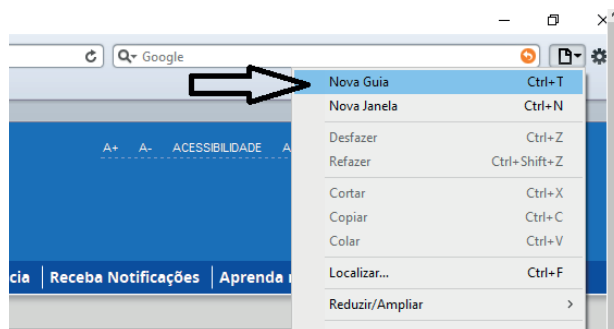 Google
Nova Guia Ctrl+T
Nova Janela Ctrl+N
Desfazer Ctrl+Z
Refazer Ctrl+Shift+Z
Cortar Ctrl+X
Copiar Ctrl+C
Colar Ctrl+V
Localizar... Ctrl+F
Reduzir/Ampliar
A+ A- ACESSIBILIDADE A
cia Receba Notificações Aprenda